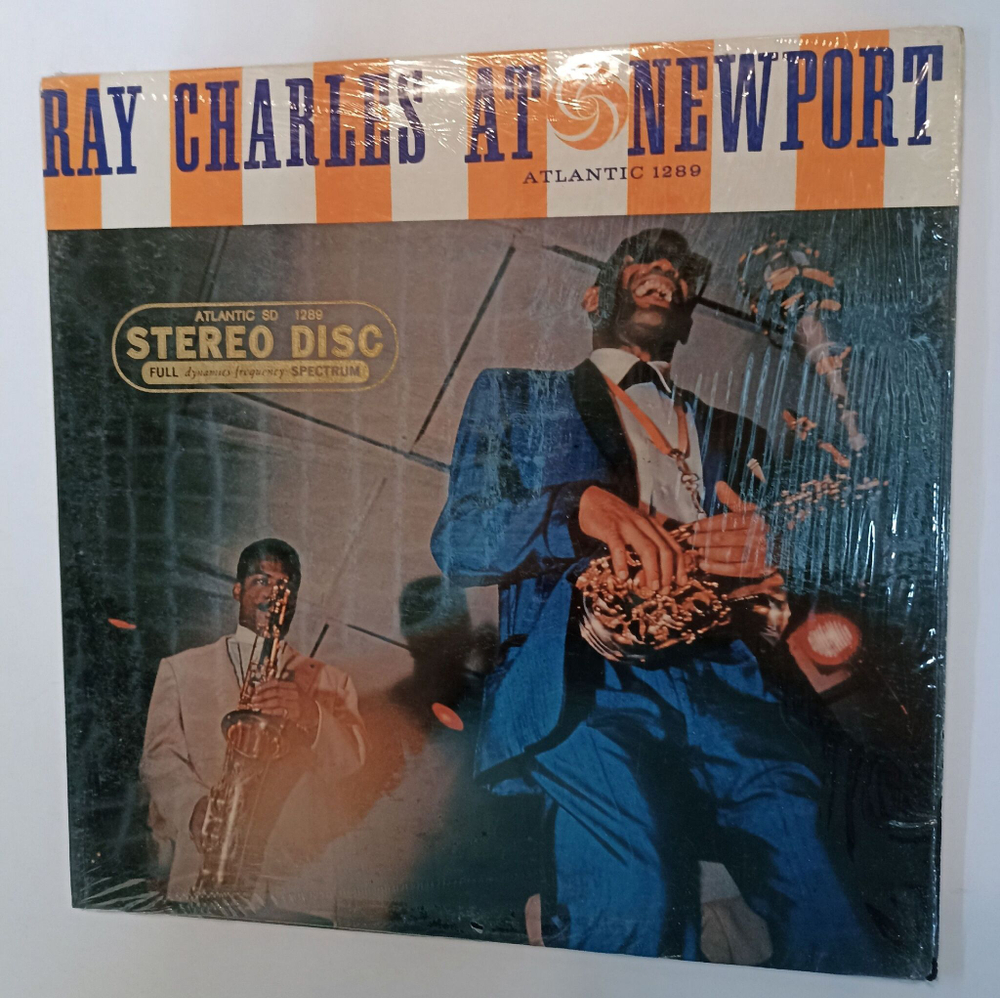 RAY CHARLES AT NEWPORT
ATLANTIC 1289
ATLANTIC SD 1289
STEREO DISC
FULL dynamics-frequency SPECTRUM